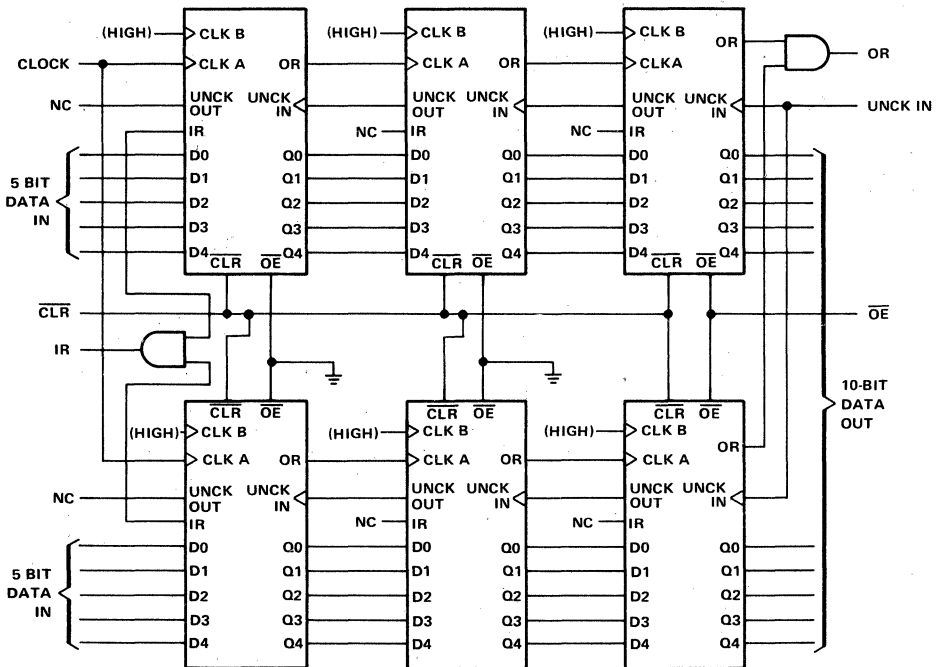 (HIGH) CLK B (HIGH) CLK B (HIGH) CLK B
OR OR
CLOCK CLK A OR CLK A OR CLKA
NC UNCK OUT UNCK IN UNCK OUT UNCK IN UNCK OUT UNCK IN UNCK IN
IR NC IR NC IR
D0 Q0 D0 Q0 D0 Q0
5 BIT DATA IN
D1 Q1 D1 Q1 D1 Q1
D2 Q2 D2 Q2 D2 Q2
D3 Q3 D3 Q3 D3 Q3
D4 Q4 D4 Q4 D4 Q4
CLR OE CLR OE CLR OE
CLR OE
IR
10-BIT DATA OUT
CLR OE CLR OE CLR OE
(HIGH) CLK B (HIGH) CLK B (HIGH) CLK B
OR
CLK A OR CLK A OR CLK A
NC UNCK OUT UNCK IN UNCK OUT UNCK IN UNCK OUT UNCK IN
IR NC IR NC IR
D0 Q0 D0 Q0 D0 Q0
5 BIT DATA IN
D1 Q1 D1 Q1 D1 Q1
D2 Q2 D2 Q2 D2 Q2
D3 Q3 D3 Q3 D3 Q3
D4 Q4 D4 Q4 D4 Q4